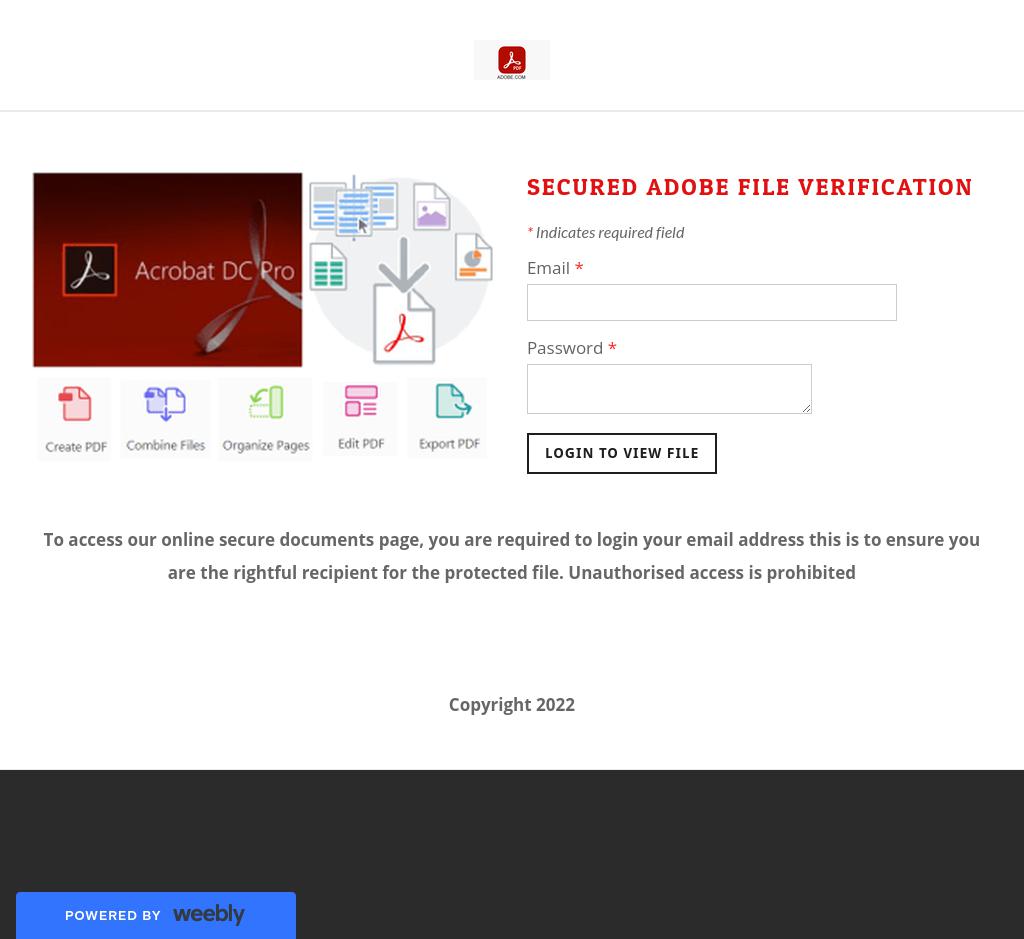 PDF
ADOBE.COM
Acrobat DC Pro
Create PDF
Combine Files
Organize Pages
Edit PDF
Export PDF
SECURED ADOBE FILE VERIFICATION
* Indicates required field
Email *
Password *
LOGIN TO VIEW FILE
To access our online secure documents page, you are required to login your email address this is to ensure you
are the rightful recipient for the protected file. Unauthorised access is prohibited
Copyright 2022
POWERED BY weebly